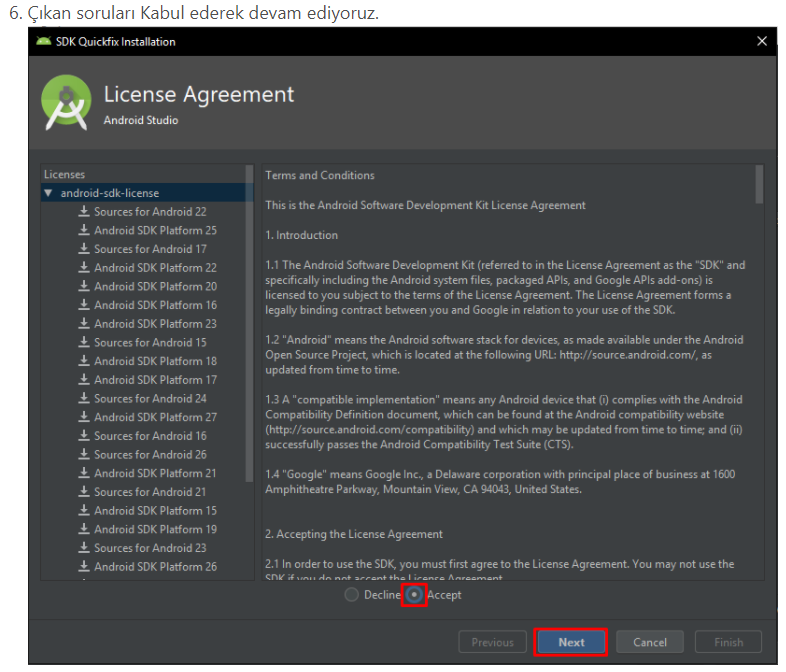 6. Çıkan soruları Kabul ederek devam ediyoruz.
SDK Quickfix Installation
License Agreement
Android Studio
Licenses
android-sdk-license
Sources for Android 22
Android SDK Platform 25
Sources for Android 17
Android SDK Platform 22
Android SDK Platform 20
Android SDK Platform 16
Android SDK Platform 23
Sources for Android 15
Android SDK Platform 18
Android SDK Platform 17
Sources for Android 24
Android SDK Platform 27
Sources for Android 16
Sources for Android 26
Android SDK Platform 21
Sources for Android 21
Android SDK Platform 15
Android SDK Platform 19
Sources for Android 23
Android SDK Platform 26
Terms and Conditions
This is the Android Software Development Kit License Agreement
1. Introduction
1.1 The Android Software Development Kit (referred to in the License Agreement as the "SDK" and
specifically including the Android system files, packaged APIs, and Google APIs add-ons) is
licensed to you subject to the terms of the License Agreement. The License Agreement forms a
legally binding contract between you and Google in relation to your use of the SDK.
1.2 "Android" means the Android software stack for devices, as made available under the Android
Open Source Project, which is located at the following URL: http://source.android.com/, as
updated from time to time.
1.3 A "compatible implementation" means any Android device that (i) complies with the Android
Compatibility Definition document, which can be found at the Android compatibility website
(http://source.android.com/compatibility) and which may be updated from time to time; and (ii)
successfully passes the Android Compatibility Test Suite (CTS).
1.4 "Google" means Google Inc., a Delaware corporation with principal place of business at 1600
Amphitheatre Parkway, Mountain View, CA 94043, United States.
2. Accepting the License Agreement
2.1 In order to use the SDK, you must first agree to the License Agreement. You may not use the
SDK if you do not accept the License Agreement.
Decline Accept
Previous Next Cancel Finish